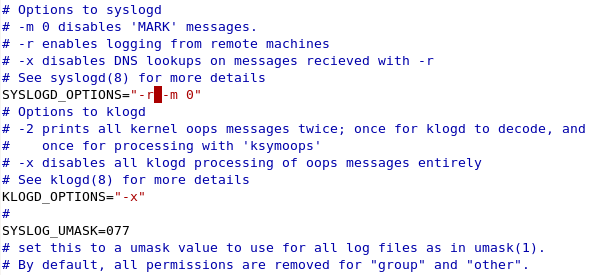 # Options to syslogd
# -m 0 disables 'MARK' messages.
# -r enables logging from remote machines
# -x disables DNS lookups on messages recieved with -r
# See syslogd(8) for more details
SYSLOGD_OPTIONS="-r -m 0"
# Options to klogd
# -2 prints all kernel oops messages twice; once for klogd to decode, and
#    once for processing with 'ksymoops'
# -x disables all klogd processing of oops messages entirely
# See klogd(8) for more details
KLOGD_OPTIONS="-x"
#
SYSLOG_UMASK=077
# set this to a umask value to use for all log files as in umask(1).
# By default, all permissions are removed for "group" and "other".